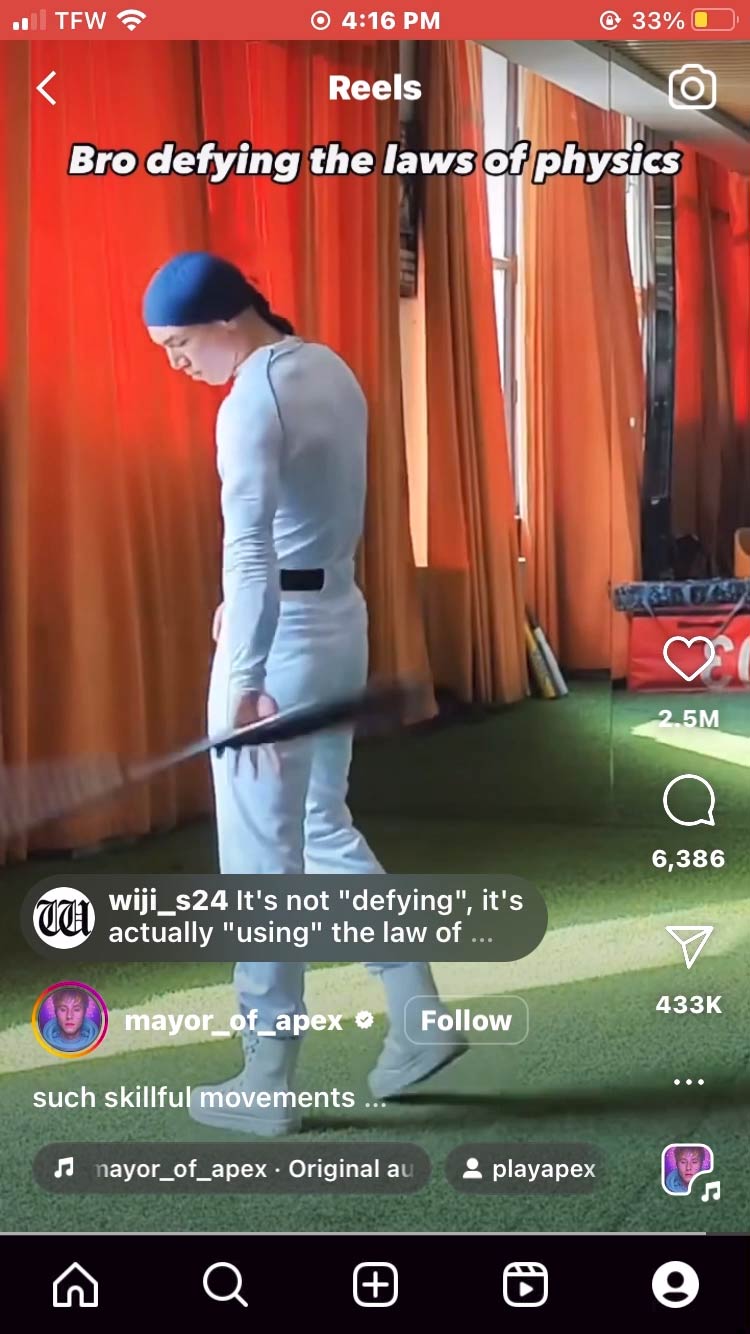 TFW 4:16 PM 33%
Reels
Bro defying the laws of physics
2.5M
6,386
wiji_s24 It's not "defying", it's
actually "using" the law of ...
433K
mayor_of_apex Follow
such skillful movements ...
mayor_of_apex · Original au
playapex